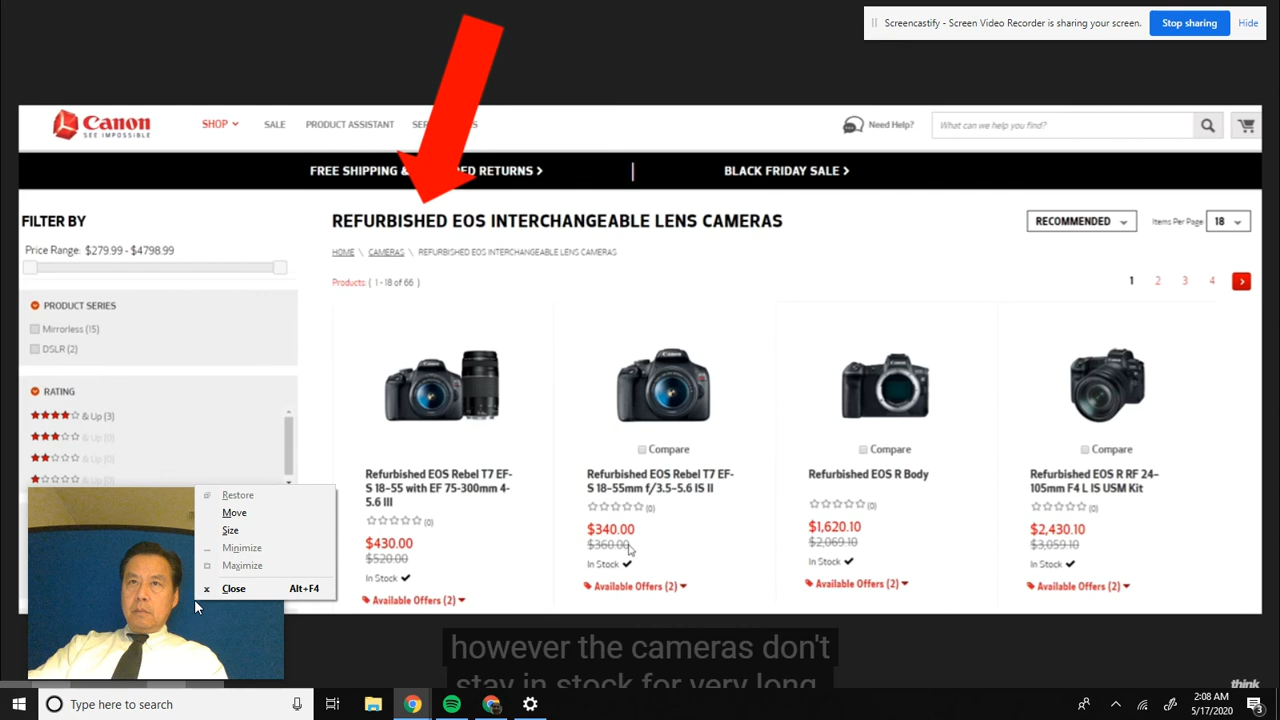 Screencastify - Screen Video Recorder is sharing your screen.
Stop sharing
Hide
Canon
SEE IMPOSSIBLE
SHOP
SALE
PRODUCT ASSISTANT
Need Help?
What can we help you find?
FREE SHIPPING &
RETURNS >
BLACK FRIDAY SALE >
FILTER BY
Price Range: $279.99 - $4798.99
PRODUCT SERIES
Mirrorless (15)
DSLR (2)
RATING
& Up (3)
& Up (0)
& Up (0)
& Up (0)
REFURBISHED EOS INTERCHANGEABLE LENS CAMERAS
RECOMMENDED
Items Per Page
18
HOME \ CAMERAS \ REFURBISHED EOS INTERCHANGEABLE LENS CAMERAS
Products: ( 1 - 18 of 66 )
1 2 3 4 >
Refurbished EOS Rebel T7 EF-
S 18-55 with EF 75-300mm 4-
5.6 III
(0)
$430.00
$520.00
In Stock
Available Offers (2)
Compare
Refurbished EOS Rebel T7 EF-
S 18-55mm f/3.5-5.6 IS II
(0)
$340.00
$360.00
In Stock
Available Offers (2)
Compare
Refurbished EOS R Body
(0)
$1,620.10
$2,069.10
In Stock
Available Offers (2)
Compare
Refurbished EOS R RF 24-
105mm F4 L IS USM Kit
(0)
$2,430.10
$3,059.10
In Stock
Available Offers (2)
Restore
Move
Size
Minimize
Maximize
x Close Alt+F4
however the cameras don't
stay in stock for very long
think
Type here to search
2:08 AM
5/17/2020
3